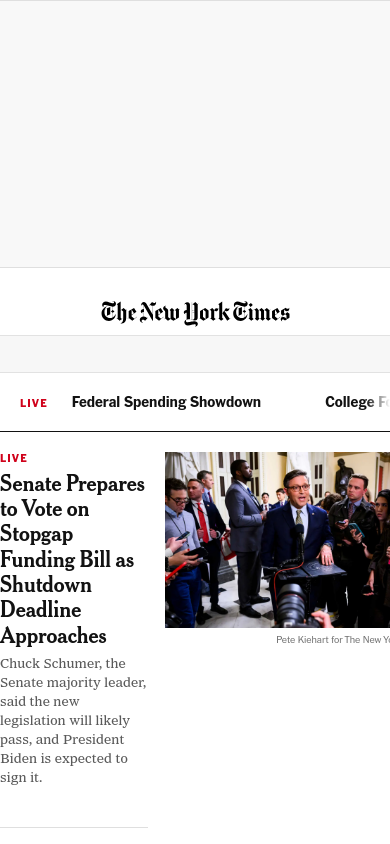 The New York Times
LIVE Federal Spending Showdown College
LIVE
Senate Prepares
to Vote on
Stopgap
Funding Bill as
Shutdown
Deadline
Approaches
Chuck Schumer, the
Senate majority leader,
said the new
legislation will likely
pass, and President
Biden is expected to
sign it.
Pete Kiehart for The New